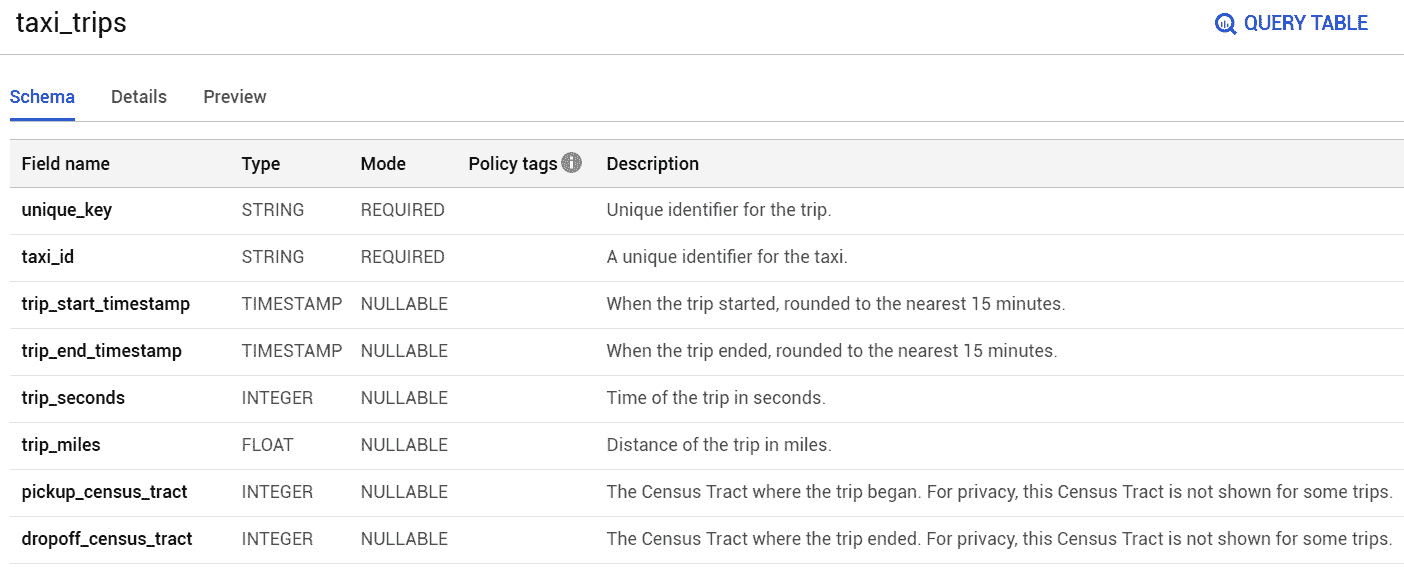 taxi_trips
QUERY TABLE
Schema Details Preview
Field name Type Mode Policy tags Description
unique_key STRING REQUIRED Unique identifier for the trip.
taxi_id STRING REQUIRED A unique identifier for the taxi.
trip_start_timestamp TIMESTAMP NULLABLE When the trip started, rounded to the nearest 15 minutes.
trip_end_timestamp TIMESTAMP NULLABLE When the trip ended, rounded to the nearest 15 minutes.
trip_seconds INTEGER NULLABLE Time of the trip in seconds.
trip_miles FLOAT NULLABLE Distance of the trip in miles.
pickup_census_tract INTEGER NULLABLE The Census Tract where the trip began. For privacy, this Census Tract is not shown for some trips.
dropoff_census_tract INTEGER NULLABLE The Census Tract where the trip ended. For privacy, this Census Tract is not shown for some trips.